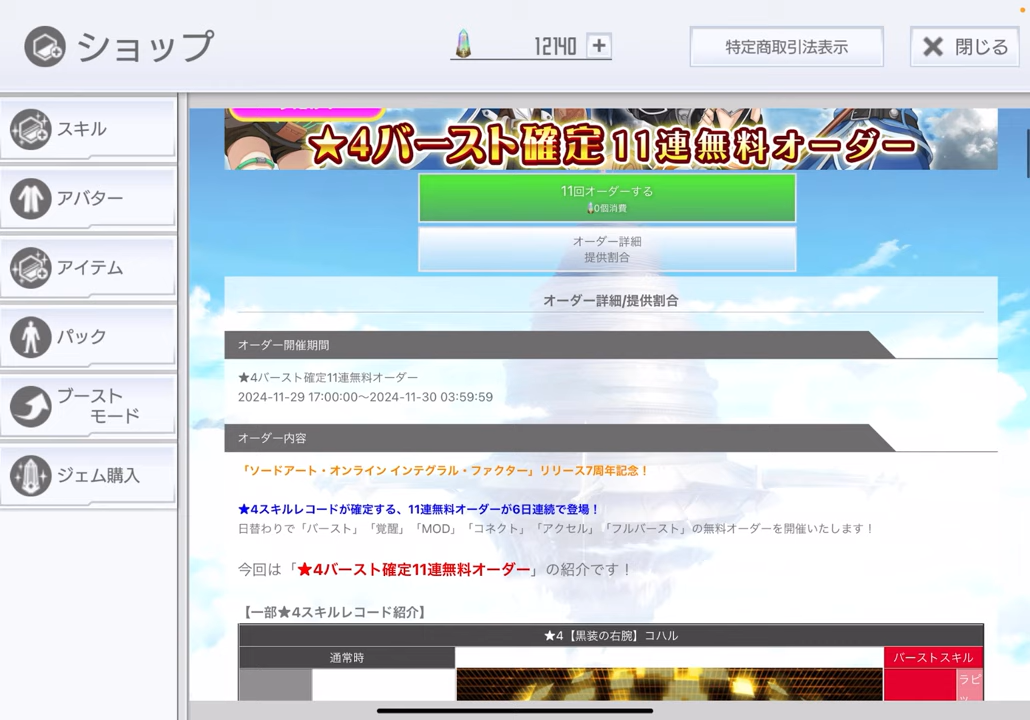 ショップ
12140
特定商取引法表示
閉じる
スキル
アバター
アイテム
パック
ブースト
モード
ジェム購入
★4バースト確定11連無料オーダー
11回オーダーする
0個消費
オーダー詳細
提供割合
オーダー詳細/提供割合
オーダー開催期間
★4バースト確定11連無料オーダー
2024-11-29 17:00:00〜2024-11-30 03:59:59
オーダー内容
「ソードアート・オンライン インテグラル・ファクター」リリース7周年記念！
★4スキルレコードが確定する、11連無料オーダーが6日連続で登場！
日替わりで「バースト」「覚醒」「MOD」「コネクト」「アクセル」「フルバースト」の無料オーダーを開催いたします！
今回は「★4バースト確定11連無料オーダー」の紹介です！
【一部★4スキルレコード紹介】
★4【黒装の右腕】コハル
通常時
バーストスキル
ラピ